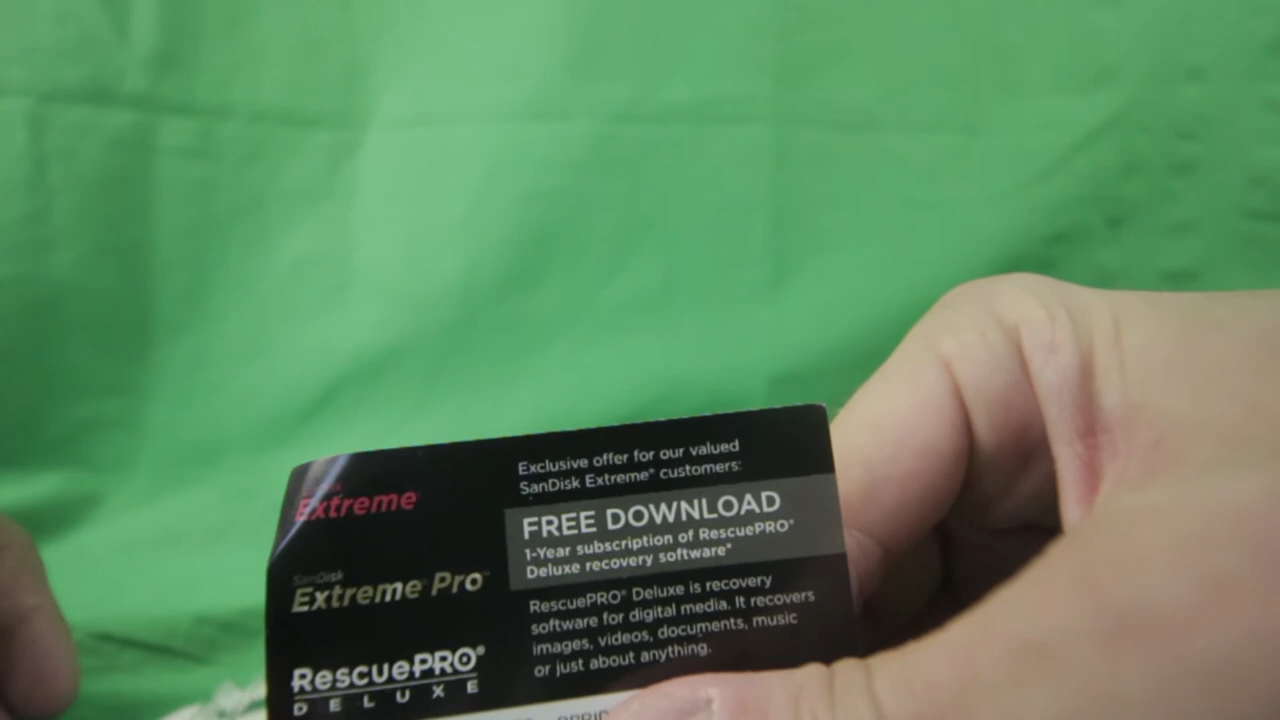 Extreme
SanDisk
Extreme Pro™
RescuePRO®
DELUXE
Exclusive offer for our valued
SanDisk Extreme® customers:
FREE DOWNLOAD
1-Year subscription of RescuePRO®
Deluxe recovery software*
RescuePRO® Deluxe is recovery
software for digital media. It recovers
images, videos, documents, music
or just about anything.